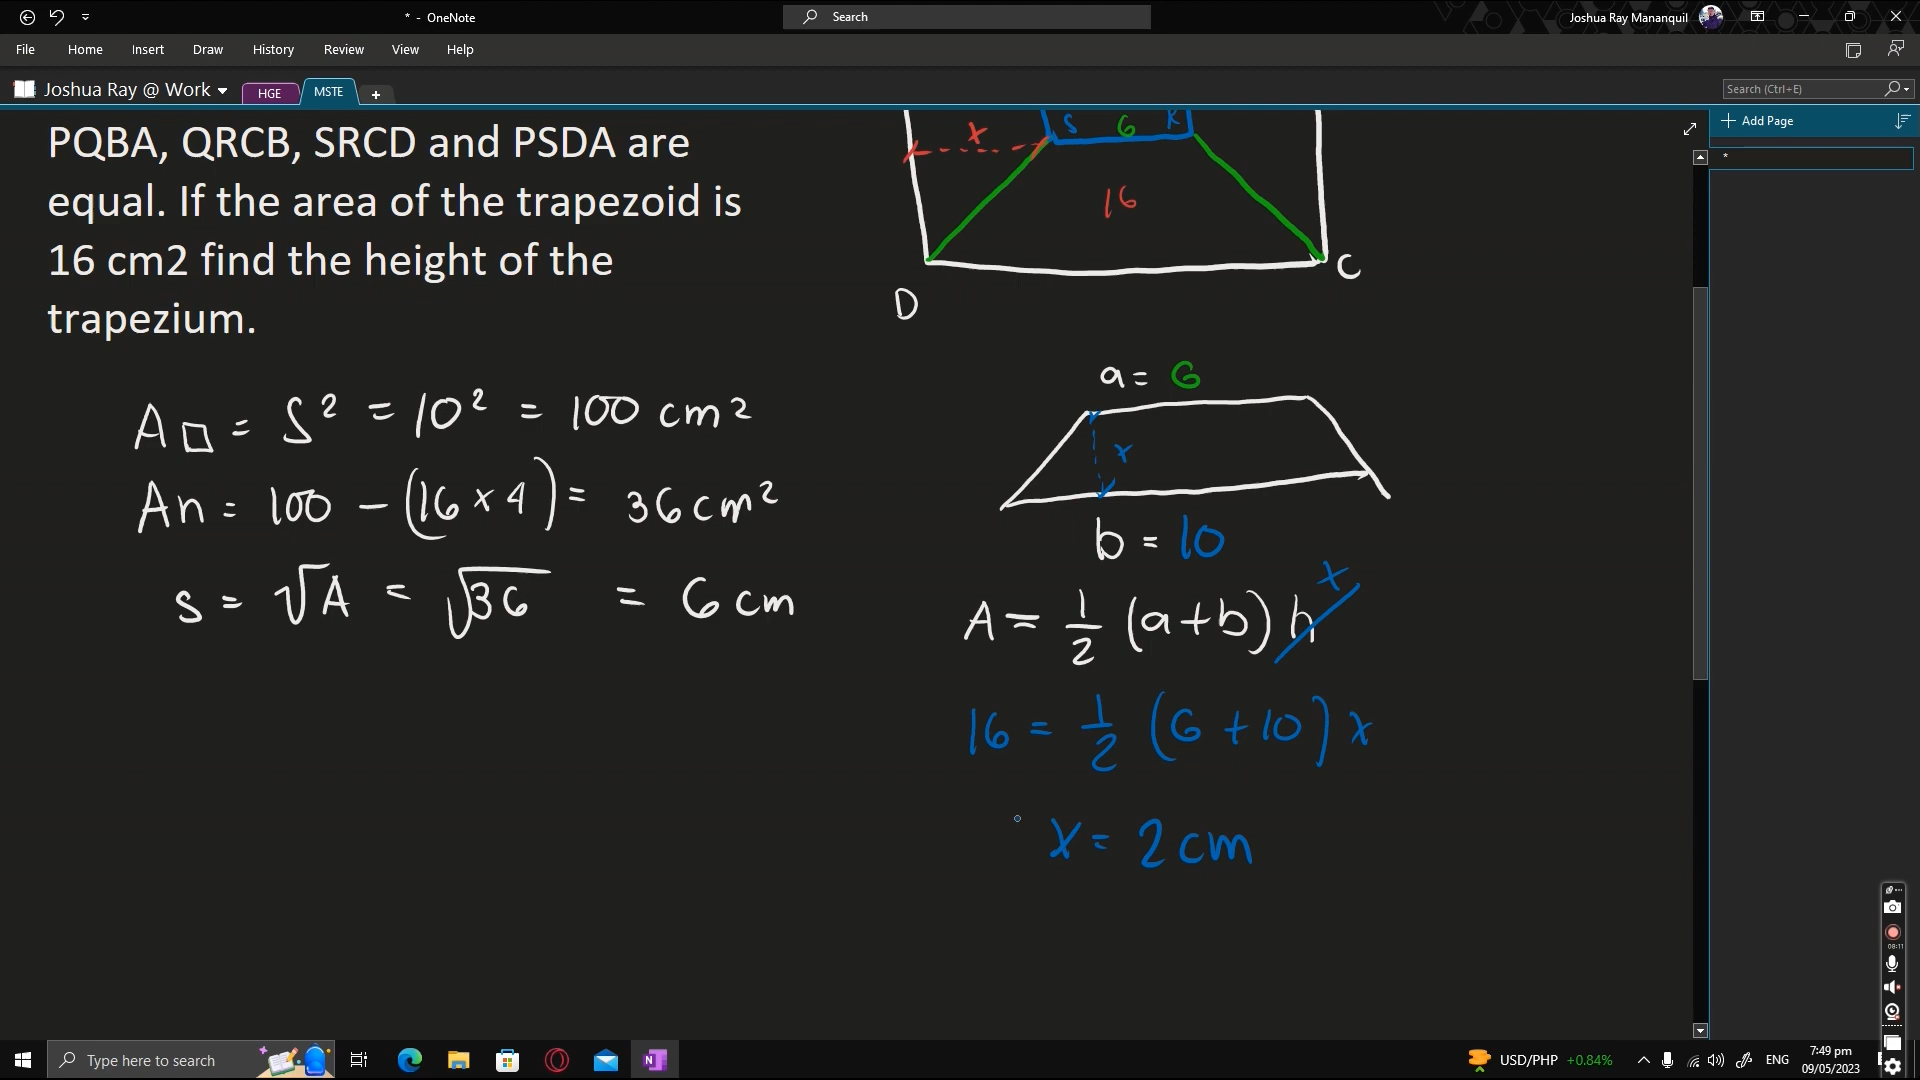 * - OneNote
Search
Joshua Ray Mananquil
File Home Insert Draw History Review View Help
Joshua Ray @ Work HGE MSTE +
Search (Ctrl+E)
Add Page
*
PQBA, QRCB, SRCD and PSDA are
equal. If the area of the trapezoid is
16 cm2 find the height of the
trapezium.
x S 6 R
16
D C
A□ = S² = 10² = 100 cm²
An = 100 - (16 x 4) = 36 cm²
s = √A = √36 = 6 cm
a = 6
x
b = 10
A = 1/2 (a+b) h x
16 = 1/2 (6 + 10) x
x = 2 cm
08:11
Type here to search
USD/PHP +0.84%
ENG
7:49 pm
09/05/2023